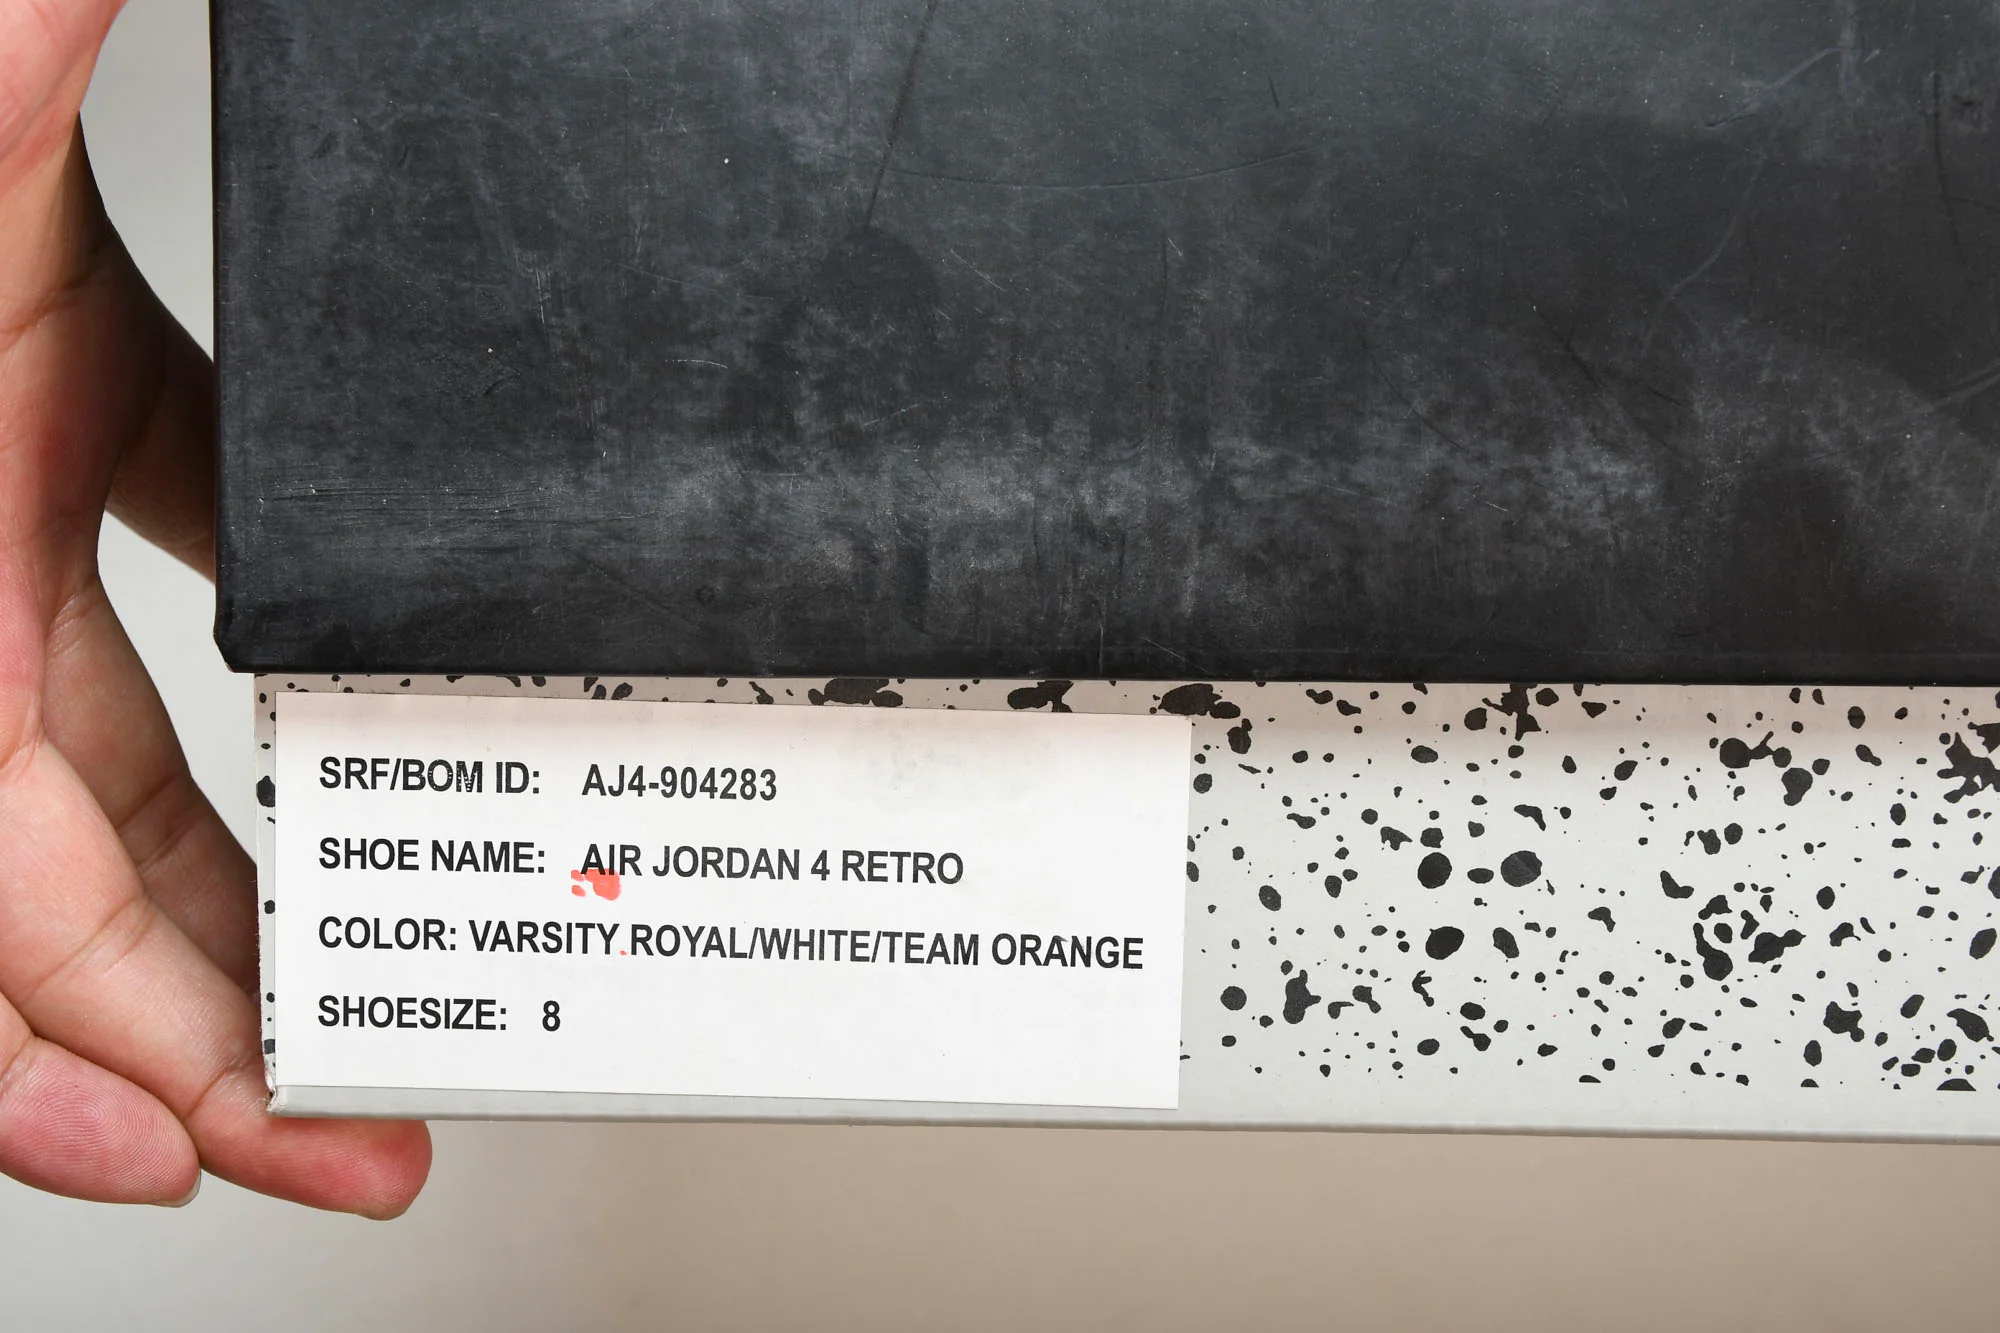 SRF/BOM ID: AJ4-904283
SHOE NAME: AIR JORDAN 4 RETRO
COLOR: VARSITY ROYAL/WHITE/TEAM ORANGE
SHOESIZE: 8